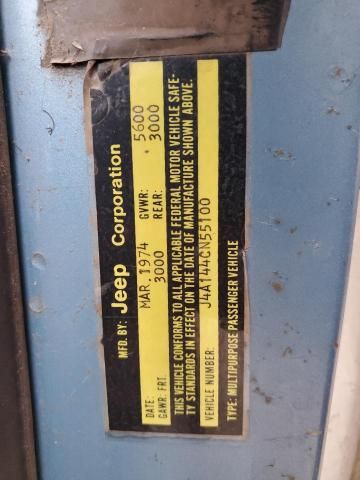 MFD. BY: Jeep Corporation
DATE: MAR. 1974 GVWR: 5600
GAWR: FRT. 3000 REAR: 3000
THIS VEHICLE CONFORMS TO ALL APPLICABLE FEDERAL MOTOR VEHICLE SAFE-
TY STANDARDS IN EFFECT ON THE DATE OF MANUFACTURE SHOWN ABOVE.
VEHICLE NUMBER: J4A144CN55100
TYPE: MULTIPURPOSE PASSENGER VEHICLE